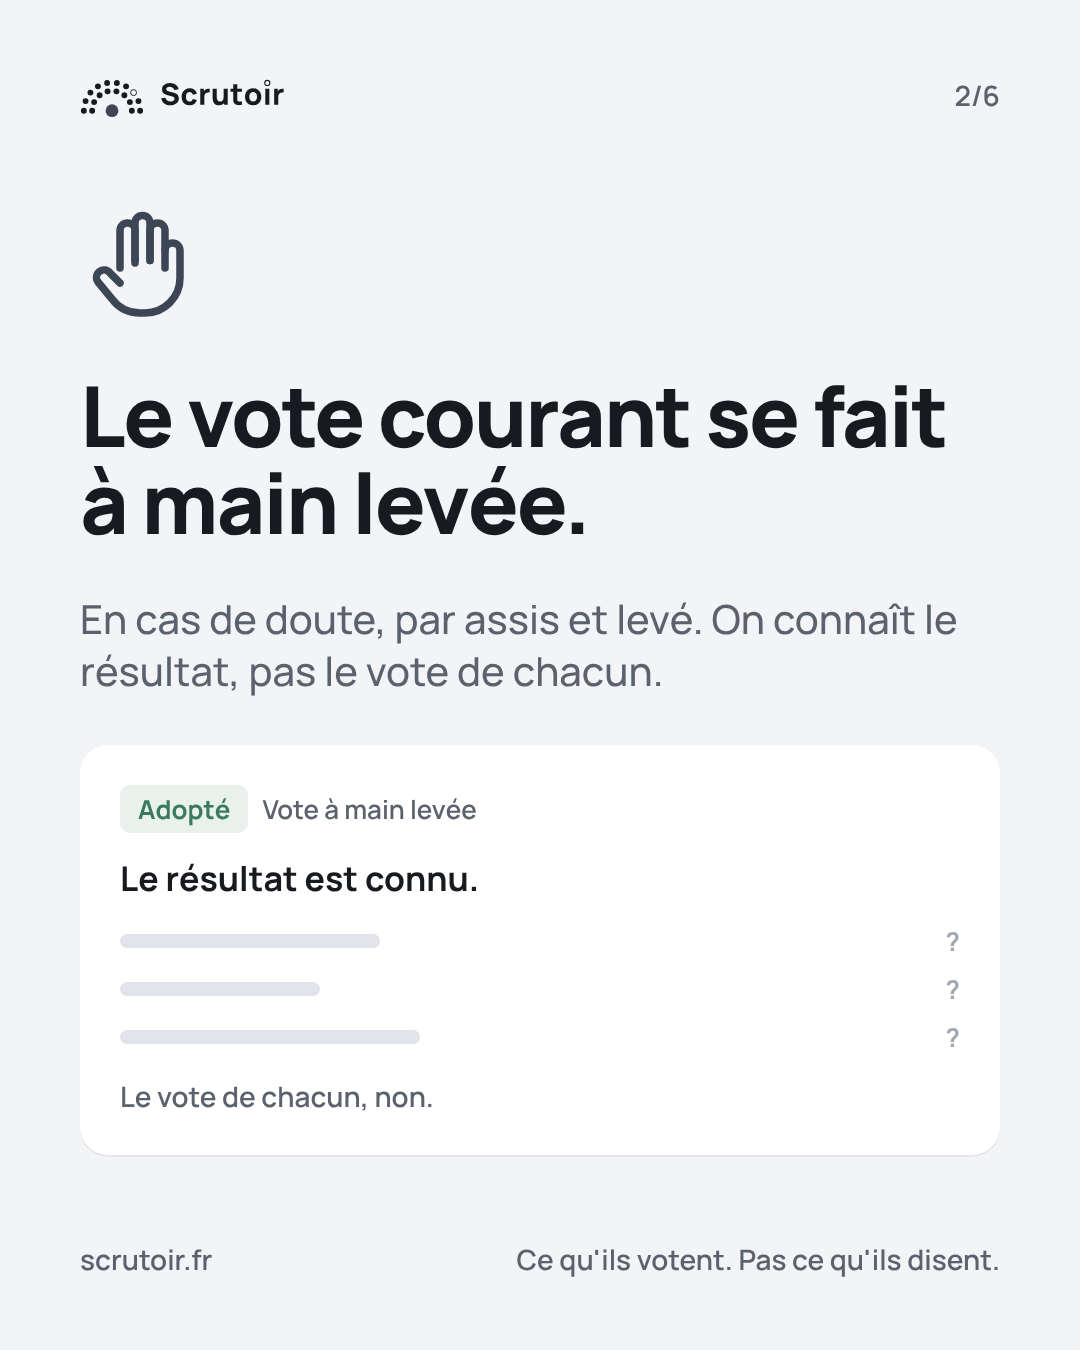 Scrutoir
2/6
Le vote courant se fait
à main levée.
En cas de doute, par assis et levé. On connaît le
résultat, pas le vote de chacun.
Adopté Vote à main levée
Le résultat est connu.
?
?
?
Le vote de chacun, non.
scrutoir.fr
Ce qu'ils votent. Pas ce qu'ils disent.